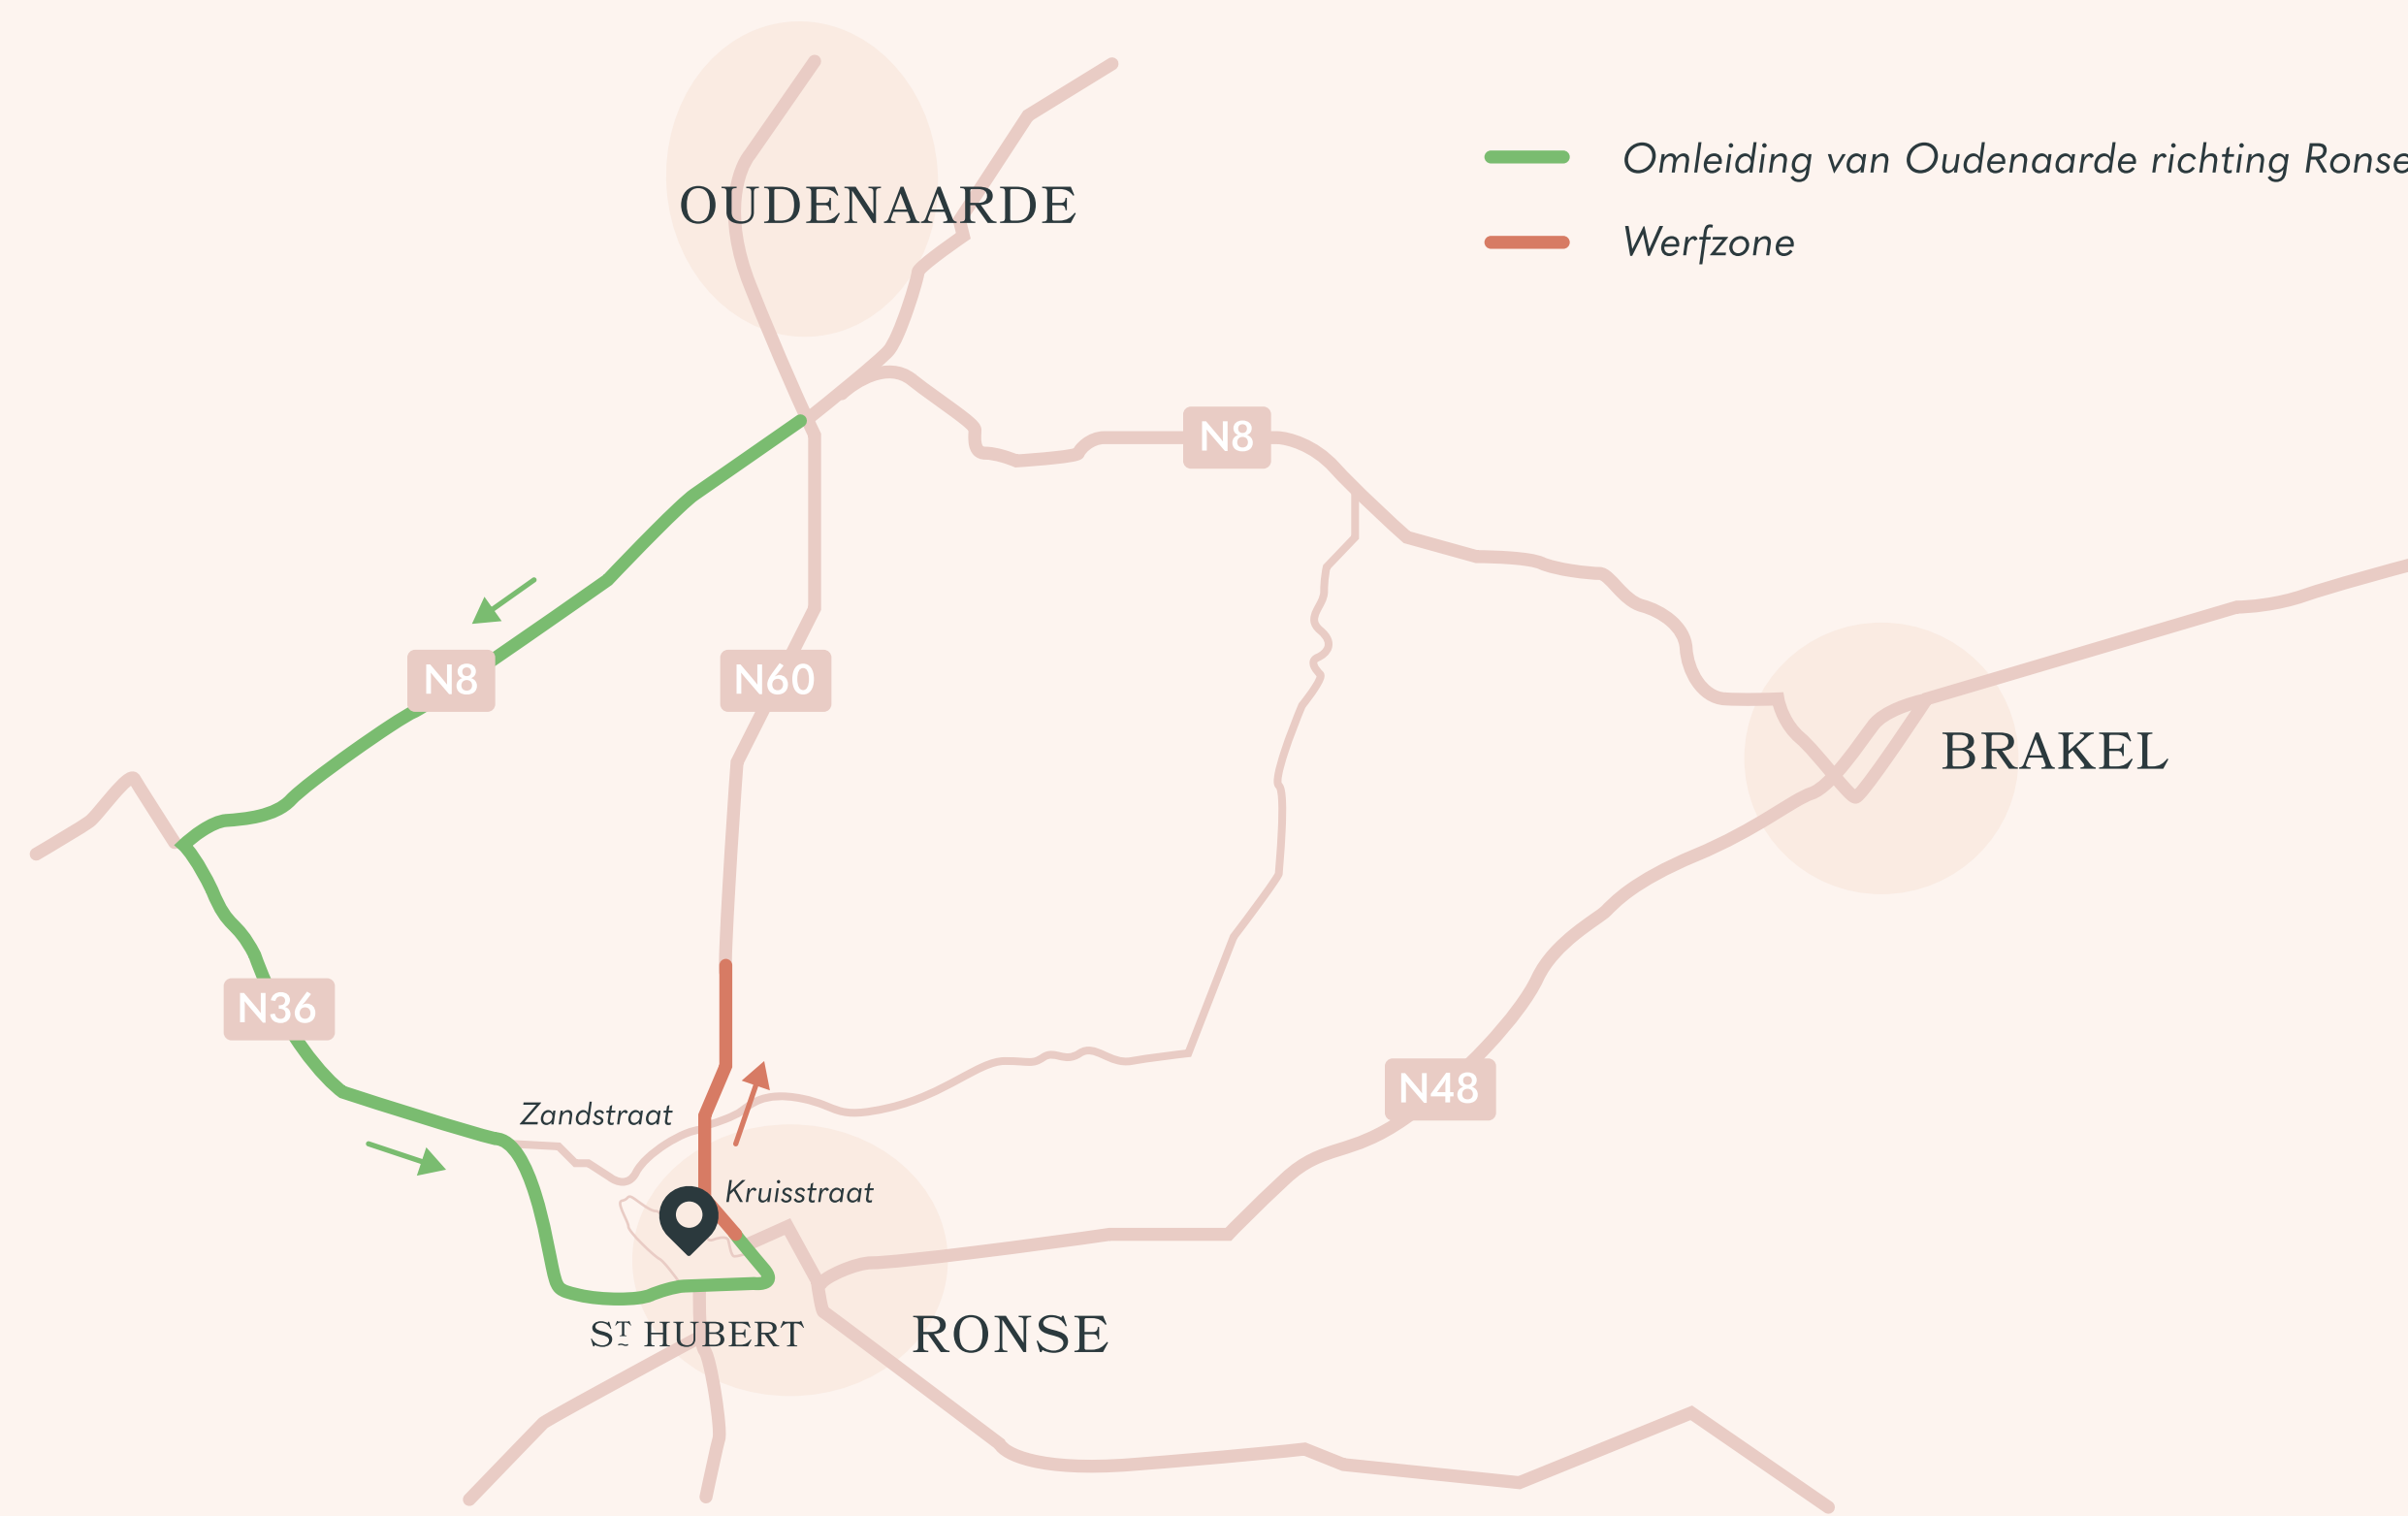 Omleiding van Oudenaarde richting Ronse
Werfzone
OUDENAARDE
N8
N8
N60
BRAKEL
N36
N48
Zandstraat
Kruisstraat
ST HUBERT
RONSE